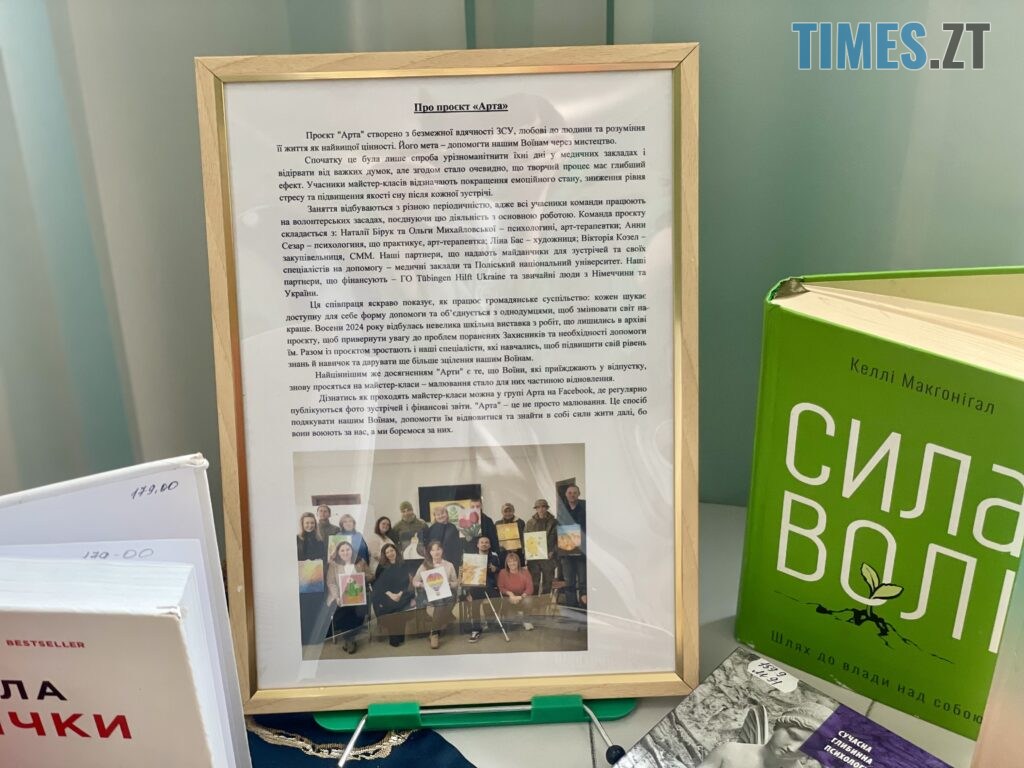 TIMES.ZT
Про проєкт «Арта»
Проєкт "Арта" створено з безмежної вдячності ЗСУ, любові до людини та розуміння
її життя як найвищої цінності. Його мета – допомогти нашим Воїнам через мистецтво.
Спочатку це була лише спроба урізноманітнити їхні дні у медичних закладах і
відірвати від важких думок, але згодом стало очевидно, що творчий процес має глибший
ефект. Учасники майстер-класів відзначають покращення емоційного стану, зниження рівня
стресу та підвищення якості сну після кожної зустрічі.
Заняття відбуваються з різною періодичністю, адже всі учасники команди працюють
на волонтерських засадах, поєднуючи цю діяльність з основною роботою. Команда проєкту
складається з: Наталії Бірук та Ольги Михайловської – психологині, арт-терапевтки; Анни
Сезар – психологиня, що практикує, арт-терапевтка; Ліна Бас – художниця; Вікторія Козел –
закупівельниця, СММ. Наші партнери, що надають майданчики для зустрічей та своїх
спеціалістів на допомогу – медичні заклади та Поліський національний університет. Наші
партнери, що фінансують – ГО Tübingen Hilft Ukraine та звичайні люди з Німеччини та
України.
Ця співпраця яскраво показує, як працює громадянське суспільство: кожен шукає
доступну для себе форму допомоги та об’єднується з однодумцями, щоб змінювати світ на-
краще. Восени 2024 року відбулась невелика шкільна виставка з робіт, що лишились в архіві
проєкту, щоб привернути увагу до проблем поранених Захисників та необхідності допомоги
їм. Разом із проєктом зростають і наші спеціалісти, які навчались, щоб підвищити свій рівень
знань й навичок та дарувати ще більше зцілення нашим Воїнам.
Найціннішим же досягненням "Арти" є те, що Воїни, які приїжджають у відпустку,
знову просяться на майстер-класи – малювання стало для них частиною відновлення.
Дізнатись як проходять майстер-класи можна у групі Арта на Facebook, де регулярно
публікуються фото зустрічей і фінансові звіти. "Арта" – це не просто малювання. Це спосіб
подякувати нашим Воїнам, допомогти їм відновитися та знайти в собі сили жити далі, бо
вони воюють за нас, а ми боремося за них.
179,00
179-00
BESTSELLER
ЛА
ИЧКИ
Келлі Макгонігал
СИЛА
ВОЛІ
Шлях до влади над собою
СУЧАСНА
ГЛИБИННА
ПСИХОЛОГ